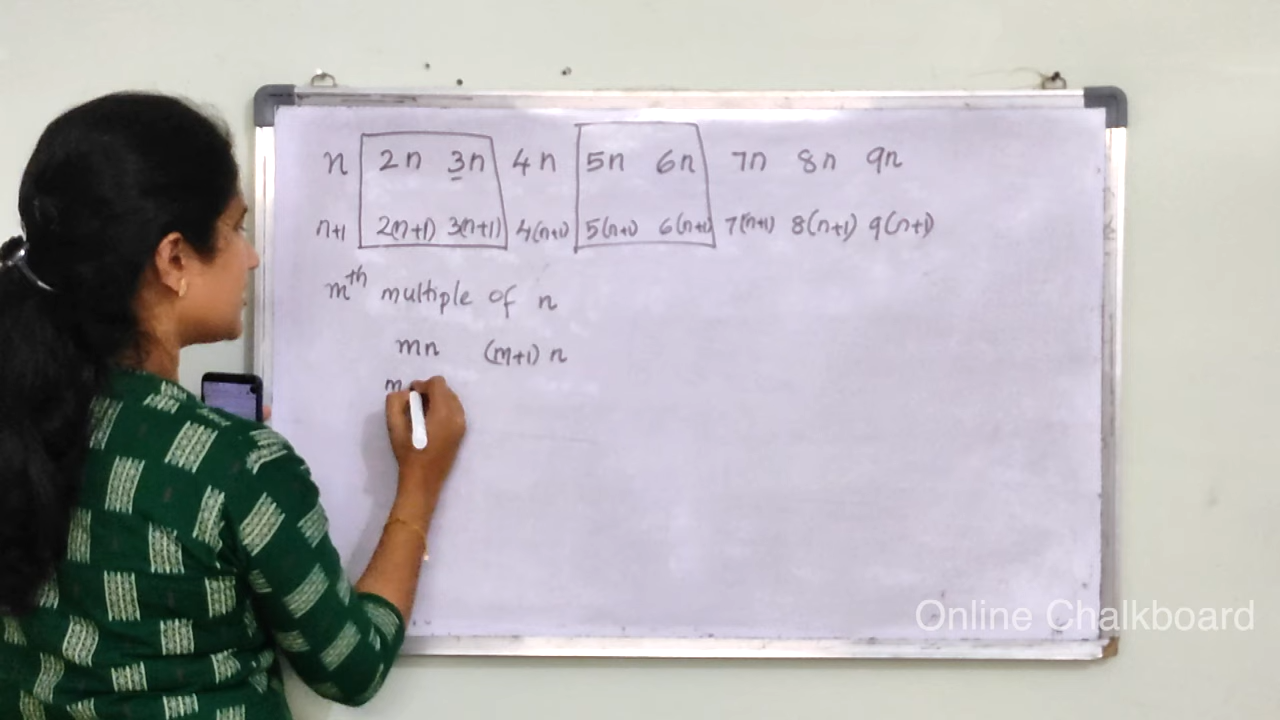 n 2n 3n 4n 5n 6n 7n 8n 9n
n+1 2(n+1) 3(n+1) 4(n+1) 5(n+1) 6(n+1) 7(n+1) 8(n+1) 9(n+1)
mth multiple of n
mn (m+1) n
m
Online Chalkboard